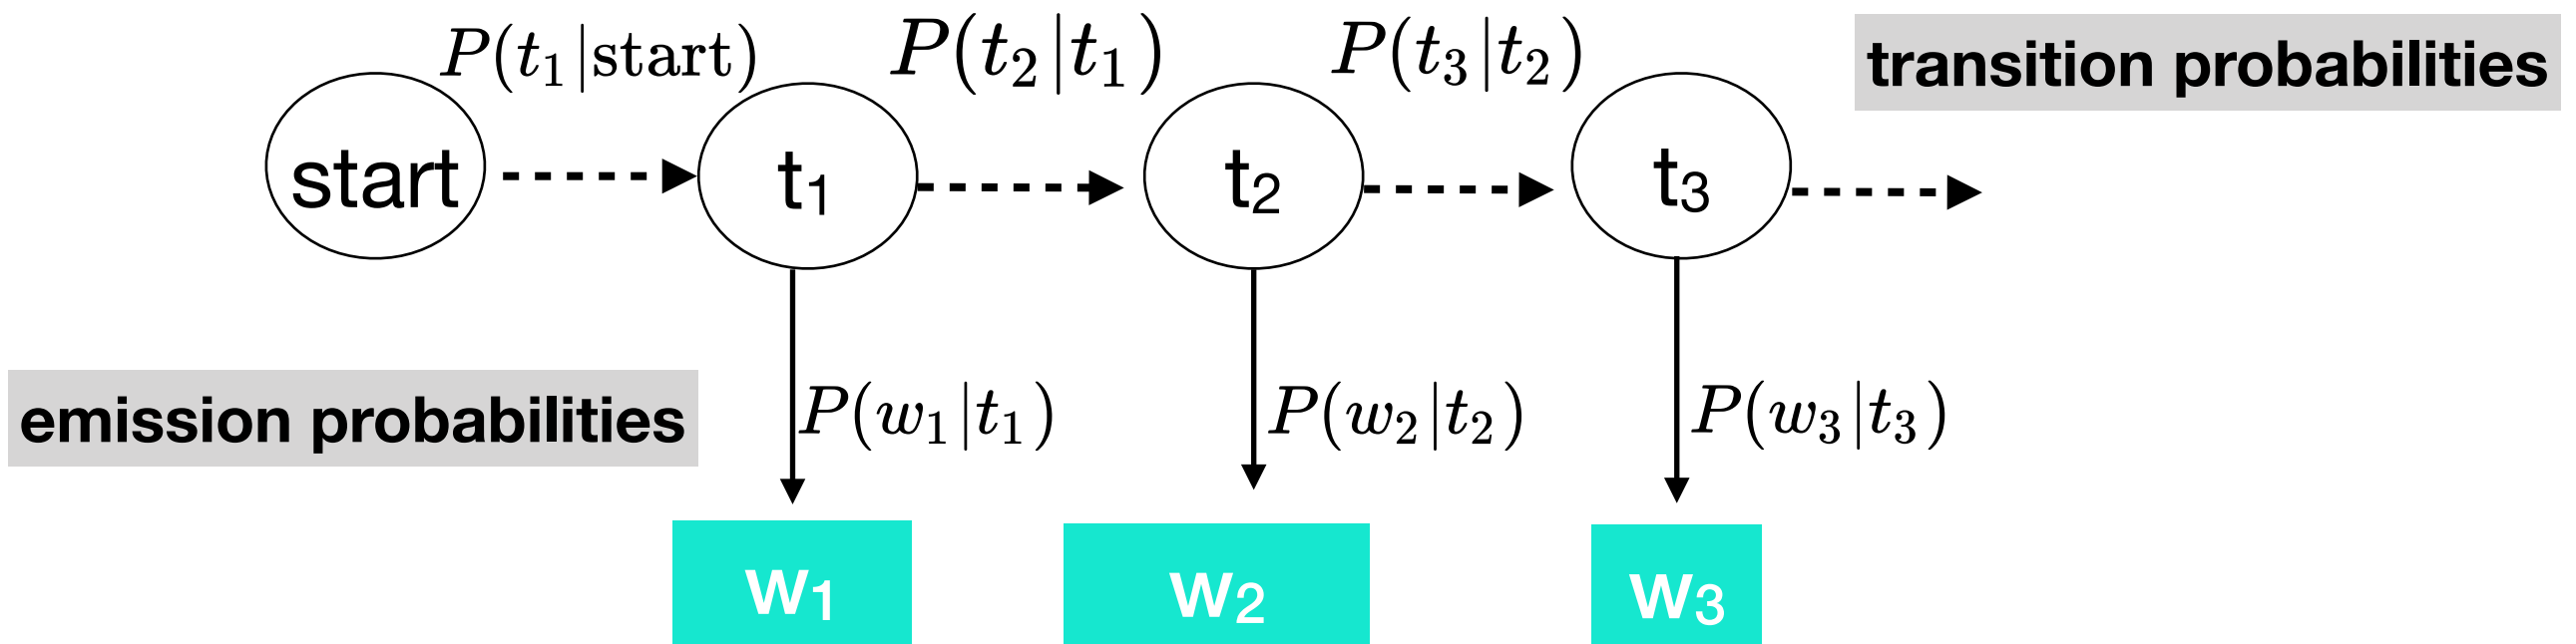 P(t₁|start) P(t₂|t₁) P(t₃|t₂) transition probabilities
start t₁ t₂ t₃
emission probabilities P(w₁|t₁) P(w₂|t₂) P(w₃|t₃)
w₁ w₂ w₃